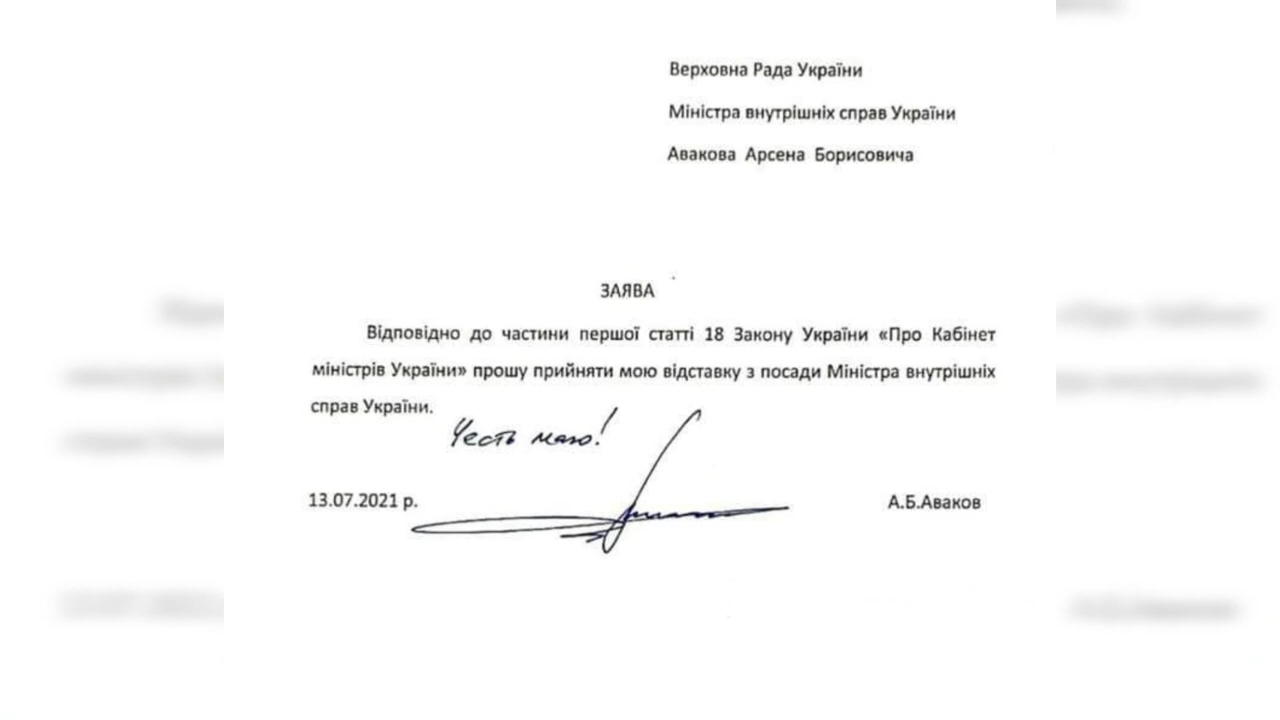 Верховна Рада України
Міністра внутрішніх справ України
Авакова Арсена Борисовича
ЗАЯВА
Відповідно до частини першої статті 18 Закону України «Про Кабінет
міністрів України» прошу прийняти мою відставку з посади Міністра внутрішніх
справ України.
Честь маю!
13.07.2021 р.
А.Б.Аваков